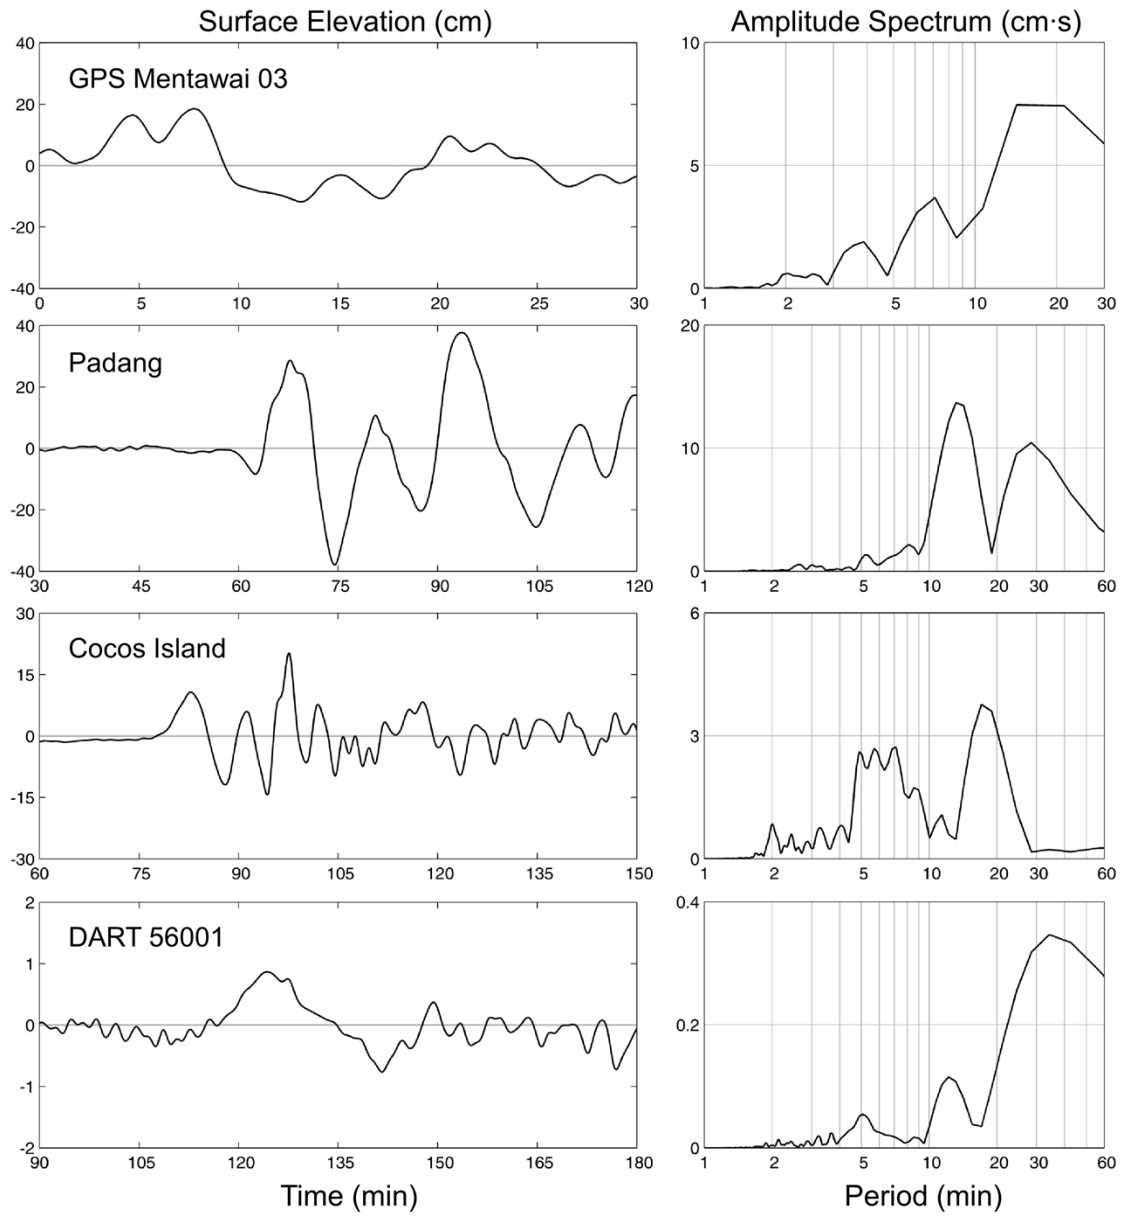 Surface Elevation (cm) Amplitude Spectrum (cm·s)
GPS Mentawai 03
40
20
0
-20
-40
0 5 10 15 20 25 30
10
5
0
1 2 5 10 20 30
Padang
40
20
0
-20
-40
30 45 60 75 90 105 120
20
10
0
1 2 5 10 20 30 60
Cocos Island
30
15
0
-15
-30
60 75 90 105 120 135 150
6
3
0
1 2 5 10 20 30 60
DART 56001
2
1
0
-1
-2
90 105 120 135 150 165 180
0.4
0.2
0
1 2 5 10 20 30 60
Time (min) Period (min)